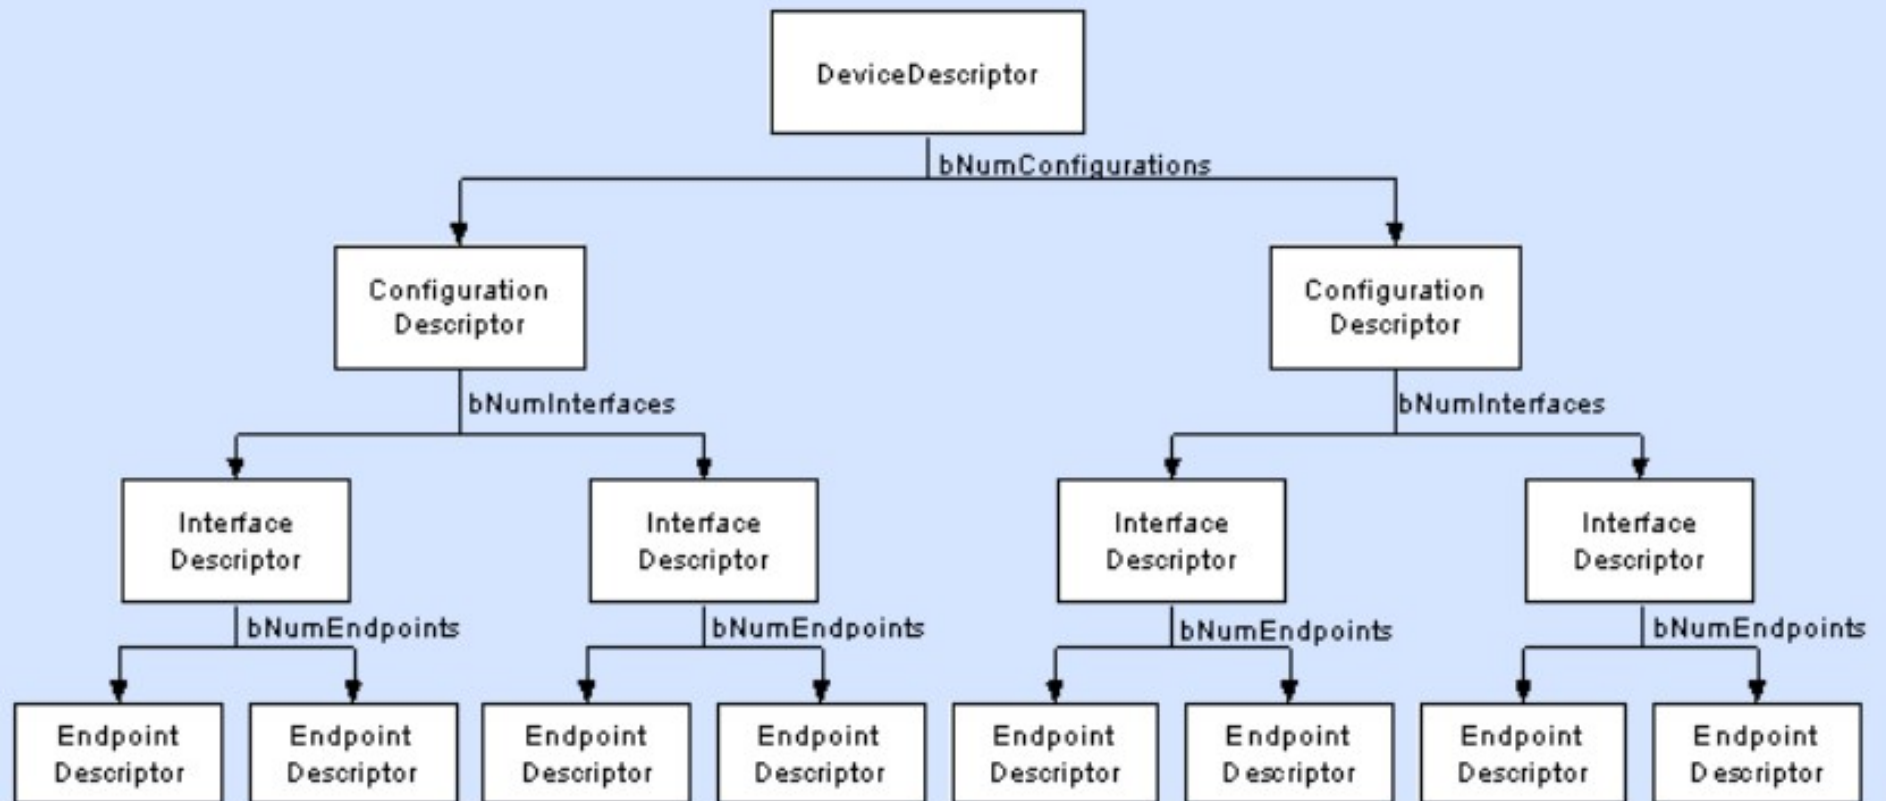 DeviceDescriptor
bNumConfigurations
Configuration
Descriptor
Configuration
Descriptor
bNumInterfaces
bNumInterfaces
Interface
Descriptor
Interface
Descriptor
Interface
Descriptor
Interface
Descriptor
bNumEndpoints
bNumEndpoints
bNumEndpoints
bNumEndpoints
Endpoint
Descriptor
Endpoint
Descriptor
Endpoint
Descriptor
Endpoint
Descriptor
Endpoint
Descriptor
Endpoint
Descriptor
Endpoint
Descriptor
Endpoint
Descriptor